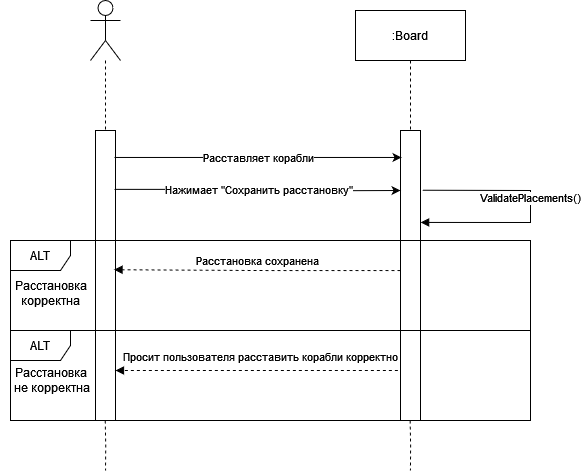 :Board
Расставляет корабли
Нажимает "Сохранить расстановку"
ValidatePlacements()
ALT
Расстановка сохранена
Расстановка
корректна
ALT
Просит пользователя расставить корабли корректно
Расстановка
не корректна